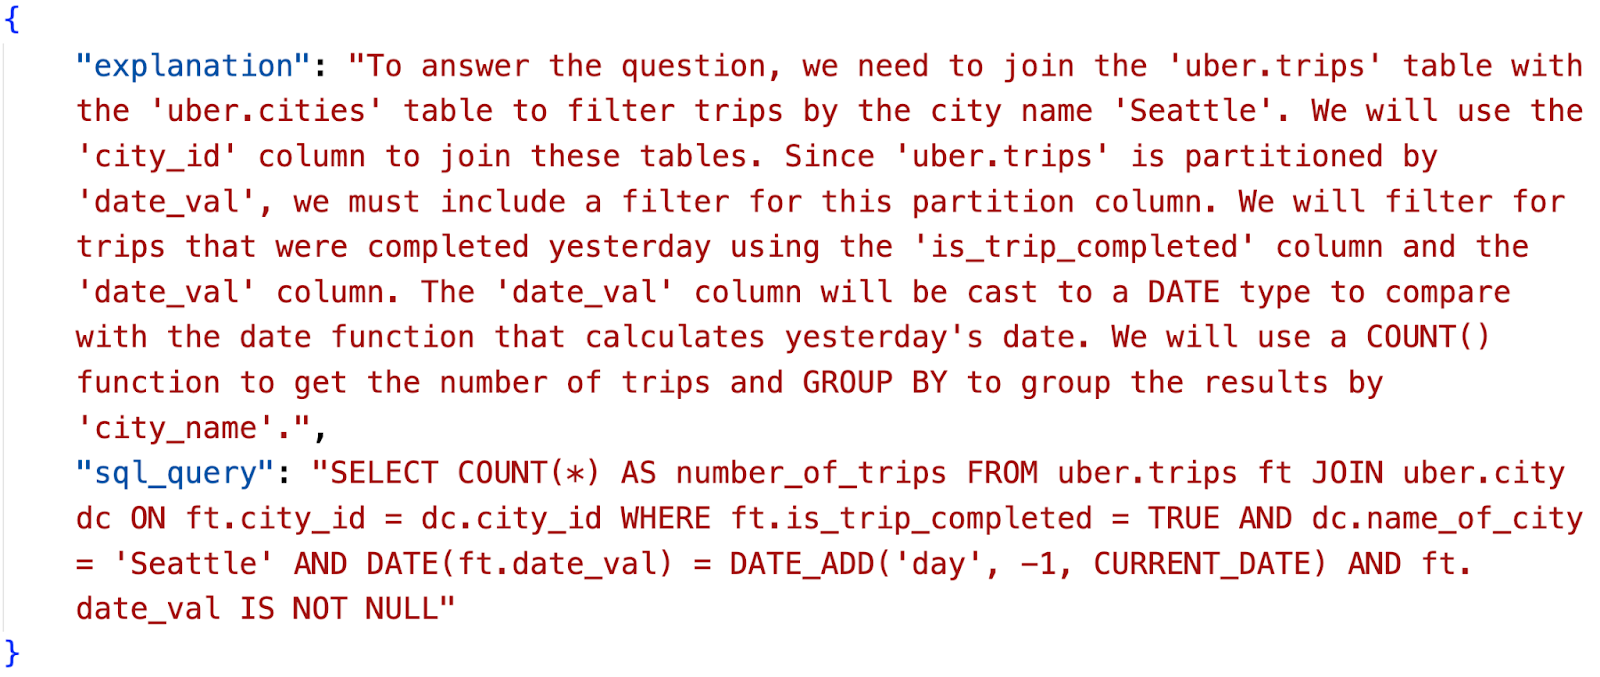 {
"explanation": "To answer the question, we need to join the 'uber.trips' table with
the 'uber.cities' table to filter trips by the city name 'Seattle'. We will use the
'city_id' column to join these tables. Since 'uber.trips' is partitioned by
'date_val', we must include a filter for this partition column. We will filter for
trips that were completed yesterday using the 'is_trip_completed' column and the
'date_val' column. The 'date_val' column will be cast to a DATE type to compare
with the date function that calculates yesterday's date. We will use a COUNT()
function to get the number of trips and GROUP BY to group the results by
'city_name'.",
"sql_query": "SELECT COUNT(*) AS number_of_trips FROM uber.trips ft JOIN uber.city
dc ON ft.city_id = dc.city_id WHERE ft.is_trip_completed = TRUE AND dc.name_of_city
= 'Seattle' AND DATE(ft.date_val) = DATE_ADD('day', -1, CURRENT_DATE) AND ft.
date_val IS NOT NULL"
}